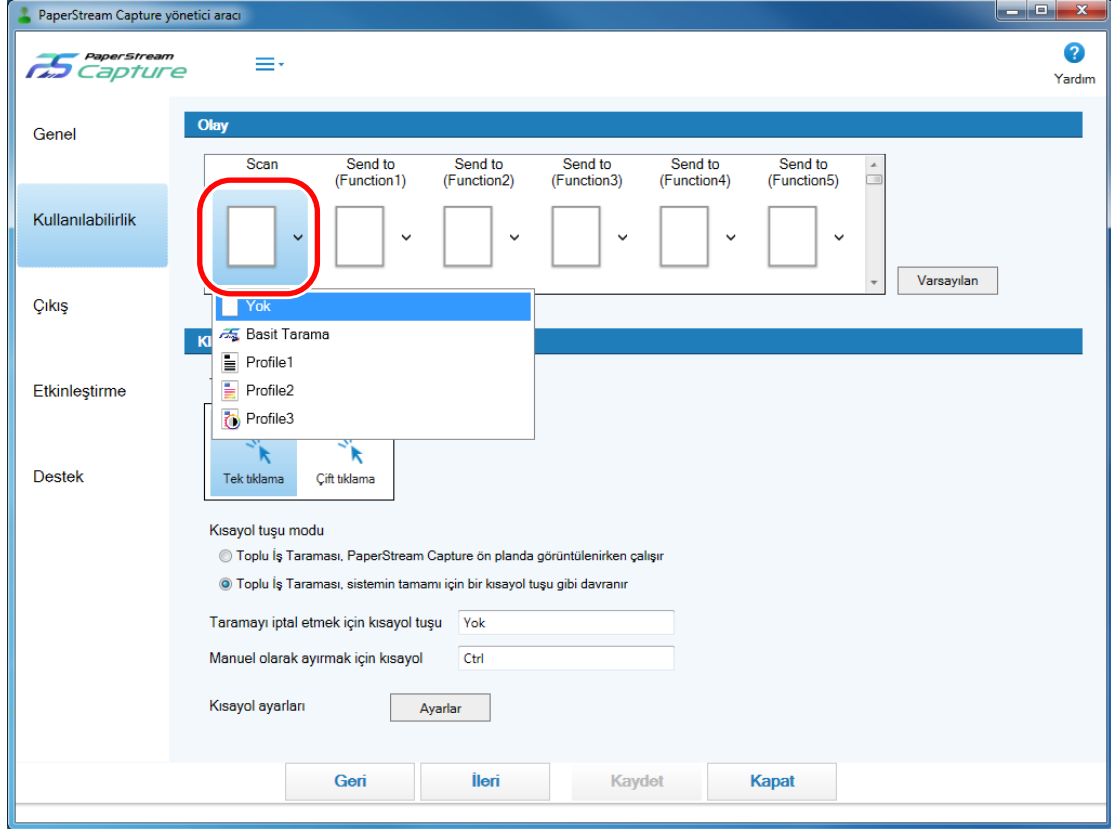 PaperStream Capture yönetici aracı
PaperStream
Capture
Yardım
Genel
Kullanılabilirlik
Çıkış
Etkinleştirme
Destek
Olay
Scan
Send to
(Function1)
Send to
(Function2)
Send to
(Function3)
Send to
(Function4)
Send to
(Function5)
Varsayılan
Yok
Basit Tarama
Profile1
Profile2
Profile3
Tek tıklama
Çift tıklama
Kısayol tuşu modu
Toplu İş Taraması, PaperStream Capture ön planda görüntülenirken çalışır
Toplu İş Taraması, sistemin tamamı için bir kısayol tuşu gibi davranır
Taramayı iptal etmek için kısayol tuşu Yok
Manuel olarak ayırmak için kısayol Ctrl
Kısayol ayarları Ayarlar
Geri İleri Kaydet Kapat